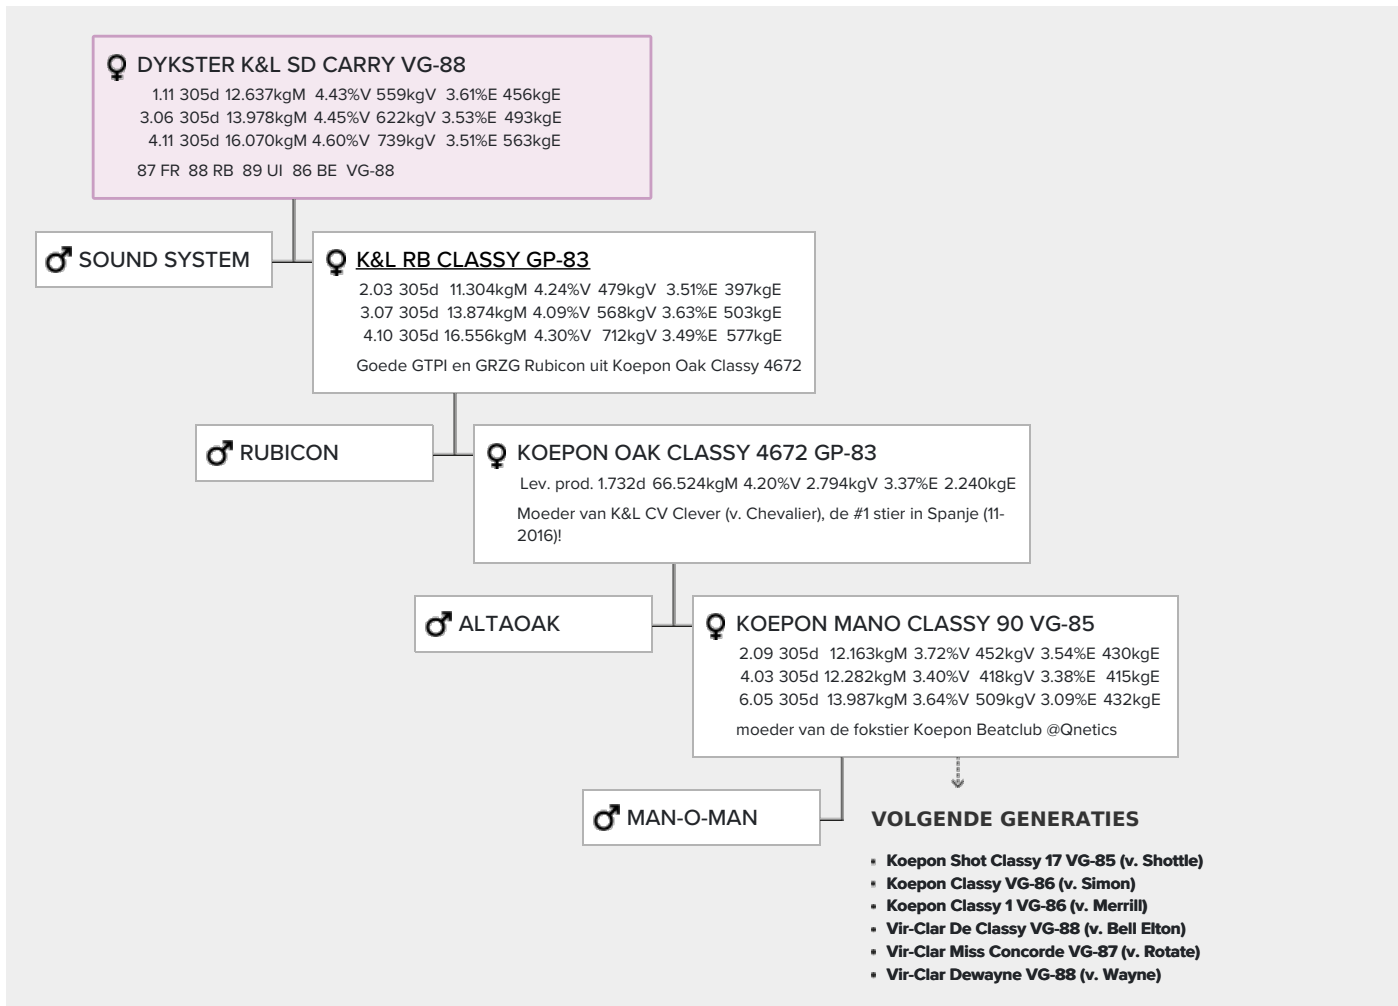 DYKSTER K&L SD CARRY VG-88
1.11 305d 12.637kgM 4.43%V 559kgV 3.61%E 456kgE
3.06 305d 13.978kgM 4.45%V 622kgV 3.53%E 493kgE
4.11 305d 16.070kgM 4.60%V 739kgV 3.51%E 563kgE
87 FR 88 RB 89 UI 86 BE VG-88
SOUND SYSTEM
K&L RB CLASSY GP-83
2.03 305d 11.304kgM 4.24%V 479kgV 3.51%E 397kgE
3.07 305d 13.874kgM 4.09%V 568kgV 3.63%E 503kgE
4.10 305d 16.556kgM 4.30%V 712kgV 3.49%E 577kgE
Goede GTPI en GRZG Rubicon uit Koepon Oak Classy 4672
RUBICON
KOEPON OAK CLASSY 4672 GP-83
Lev. prod. 1.732d 66.524kgM 4.20%V 2.794kgV 3.37%E 2.240kgE
Moeder van K&L CV Clever (v. Chevalier), de #1 stier in Spanje (11-
2016)!
ALTAOAK
KOEPON MANO CLASSY 90 VG-85
2.09 305d 12.163kgM 3.72%V 452kgV 3.54%E 430kgE
4.03 305d 12.282kgM 3.40%V 418kgV 3.38%E 415kgE
6.05 305d 13.987kgM 3.64%V 509kgV 3.09%E 432kgE
moeder van de fokstier Koepon Beatclub @Qnetics
MAN-O-MAN
VOLGENDE GENERATIES
Koepon Shot Classy 17 VG-85 (v. Shottle)
Koepon Classy VG-86 (v. Simon)
Koepon Classy 1 VG-86 (v. Merrill)
Vir-Clar De Classy VG-88 (v. Bell Elton)
Vir-Clar Miss Concorde VG-87 (v. Rotate)
Vir-Clar Dewayne VG-88 (v. Wayne)